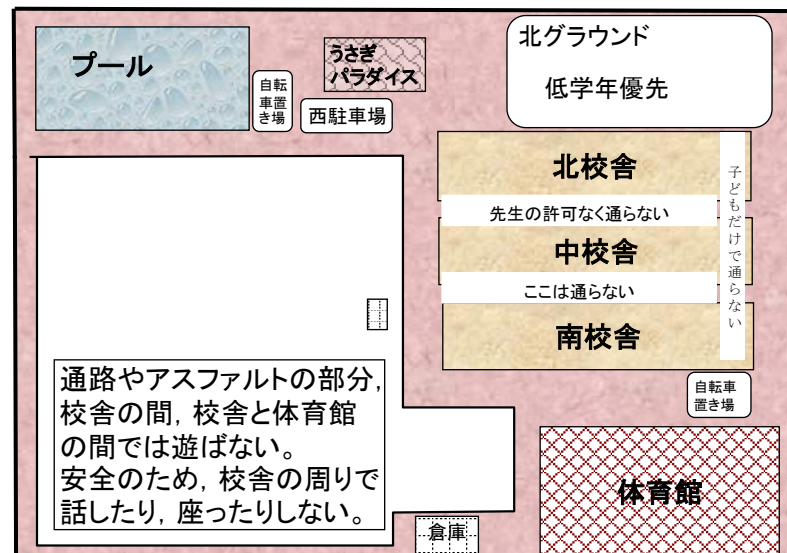 プール
自転
車置
き場
うさぎ
パラダイス
西駐車場
北グラウンド
低学年優先
北校舎
先生の許可なく通らない
中校舎
ここは通らない
南校舎
子どもだけで通らない
自転車
置き場
通路やアスファルトの部分,
校舎の間, 校舎と体育館
の間では遊ばない。
安全のため, 校舎の周りで
話したり, 座ったりしない。
体育館
倉庫